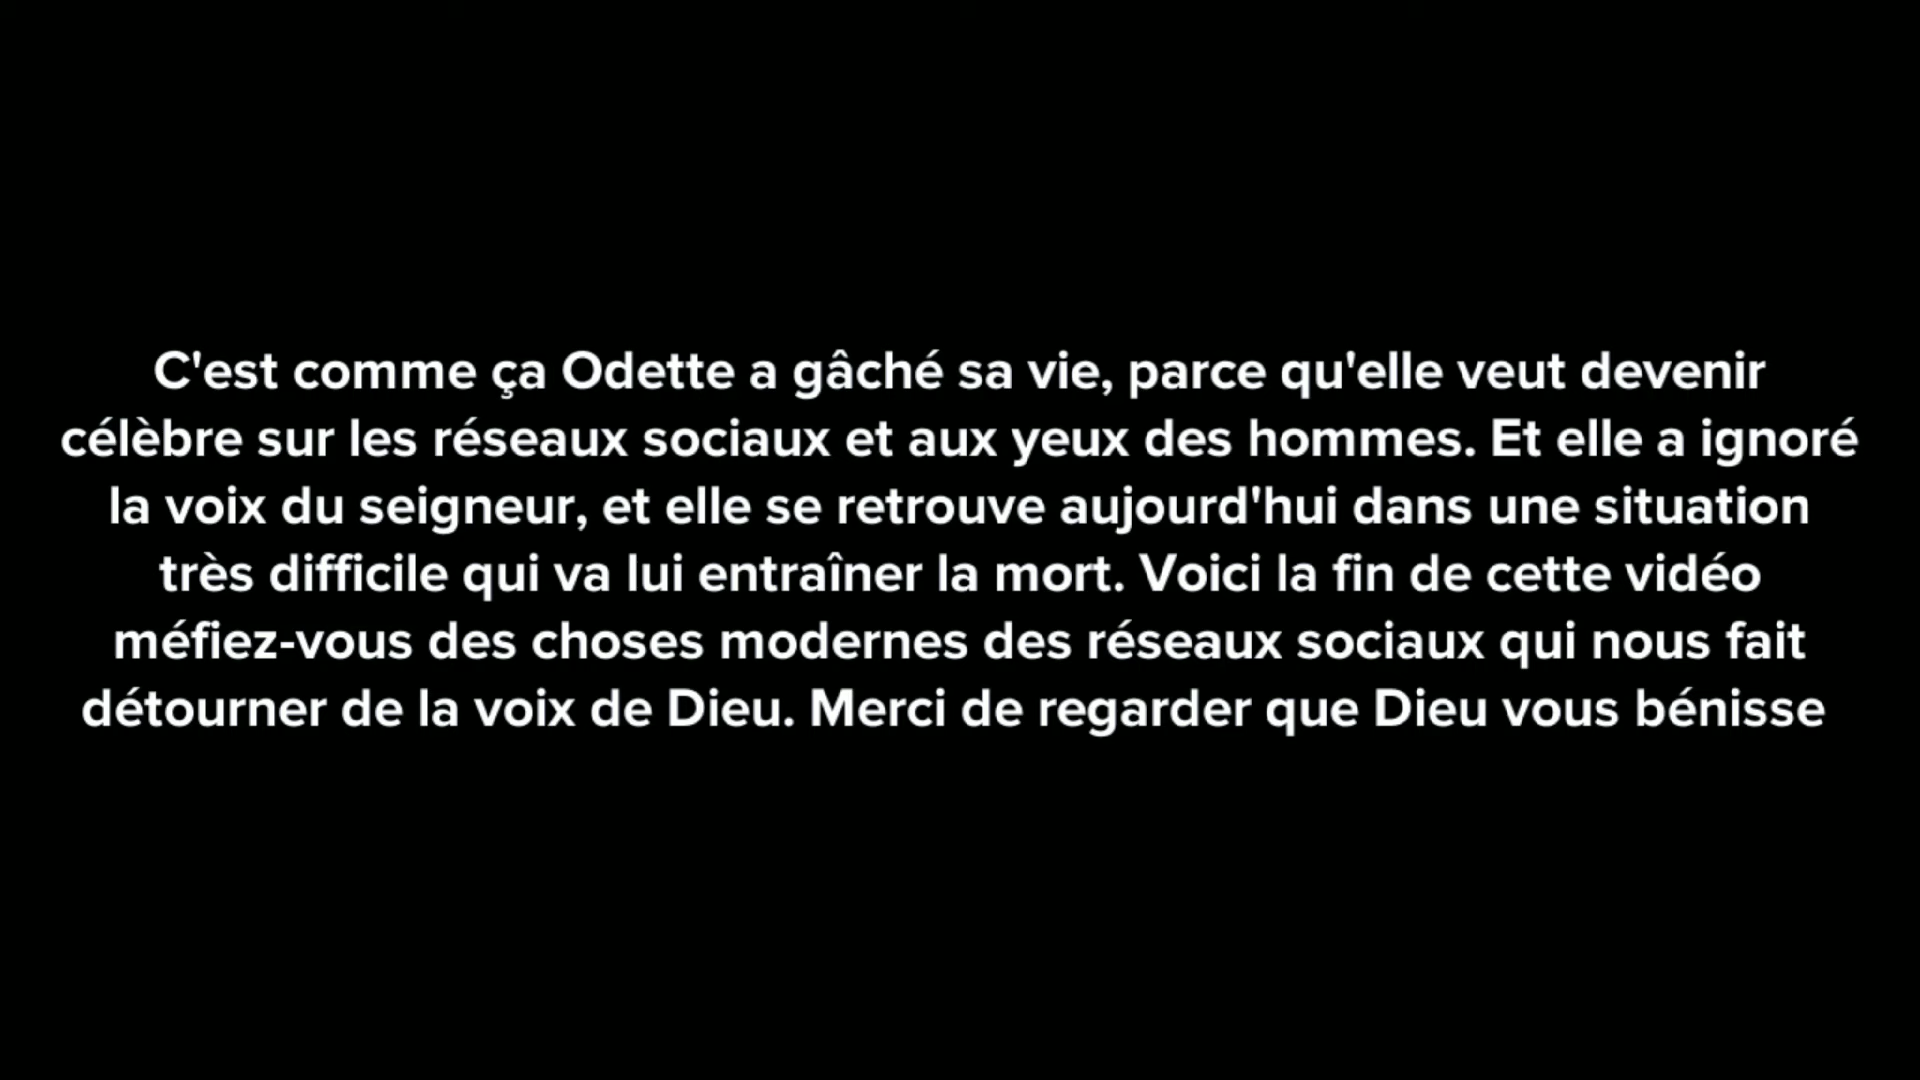 C'est comme ça Odette a gâché sa vie, parce qu'elle veut devenir
célèbre sur les réseaux sociaux et aux yeux des hommes. Et elle a ignoré
la voix du seigneur, et elle se retrouve aujourd'hui dans une situation
très difficile qui va lui entraîner la mort. Voici la fin de cette vidéo
méfiez-vous des choses modernes des réseaux sociaux qui nous fait
détourner de la voix de Dieu. Merci de regarder que Dieu vous bénisse